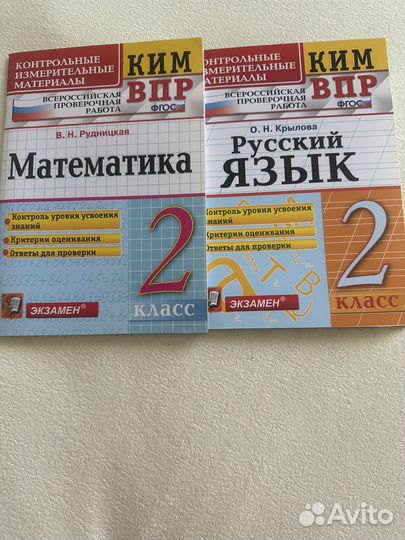 КОНТРОЛЬНЫЕ
ИЗМЕРИТЕЛЬНЫЕ
МАТЕРИАЛЫ
КИМ
ВСЕРОССИЙСКАЯ
ПРОВЕРОЧНАЯ
РАБОТА
ВПР
ФГОС
В. Н. Рудницкая
Математика
Контроль уровня усвоения
знаний
Критерии оценивания
Ответы для проверки
2
КЛАСС
ЭКЗАМЕН®
КОНТРОЛЬНЫЕ
ИЗМЕРИТЕЛЬНЫЕ
МАТЕРИАЛЫ
КИМ
ВСЕРОССИЙСКАЯ
ПРОВЕРОЧНАЯ
РАБОТА
ВПР
ФГОС
О. Н. Крылова
Русский
ЯЗЫК
Контроль уровня усвоения
знаний
Критерии оценивания
Ответы для проверки
2
КЛАСС
ЭКЗАМЕН®
Avito